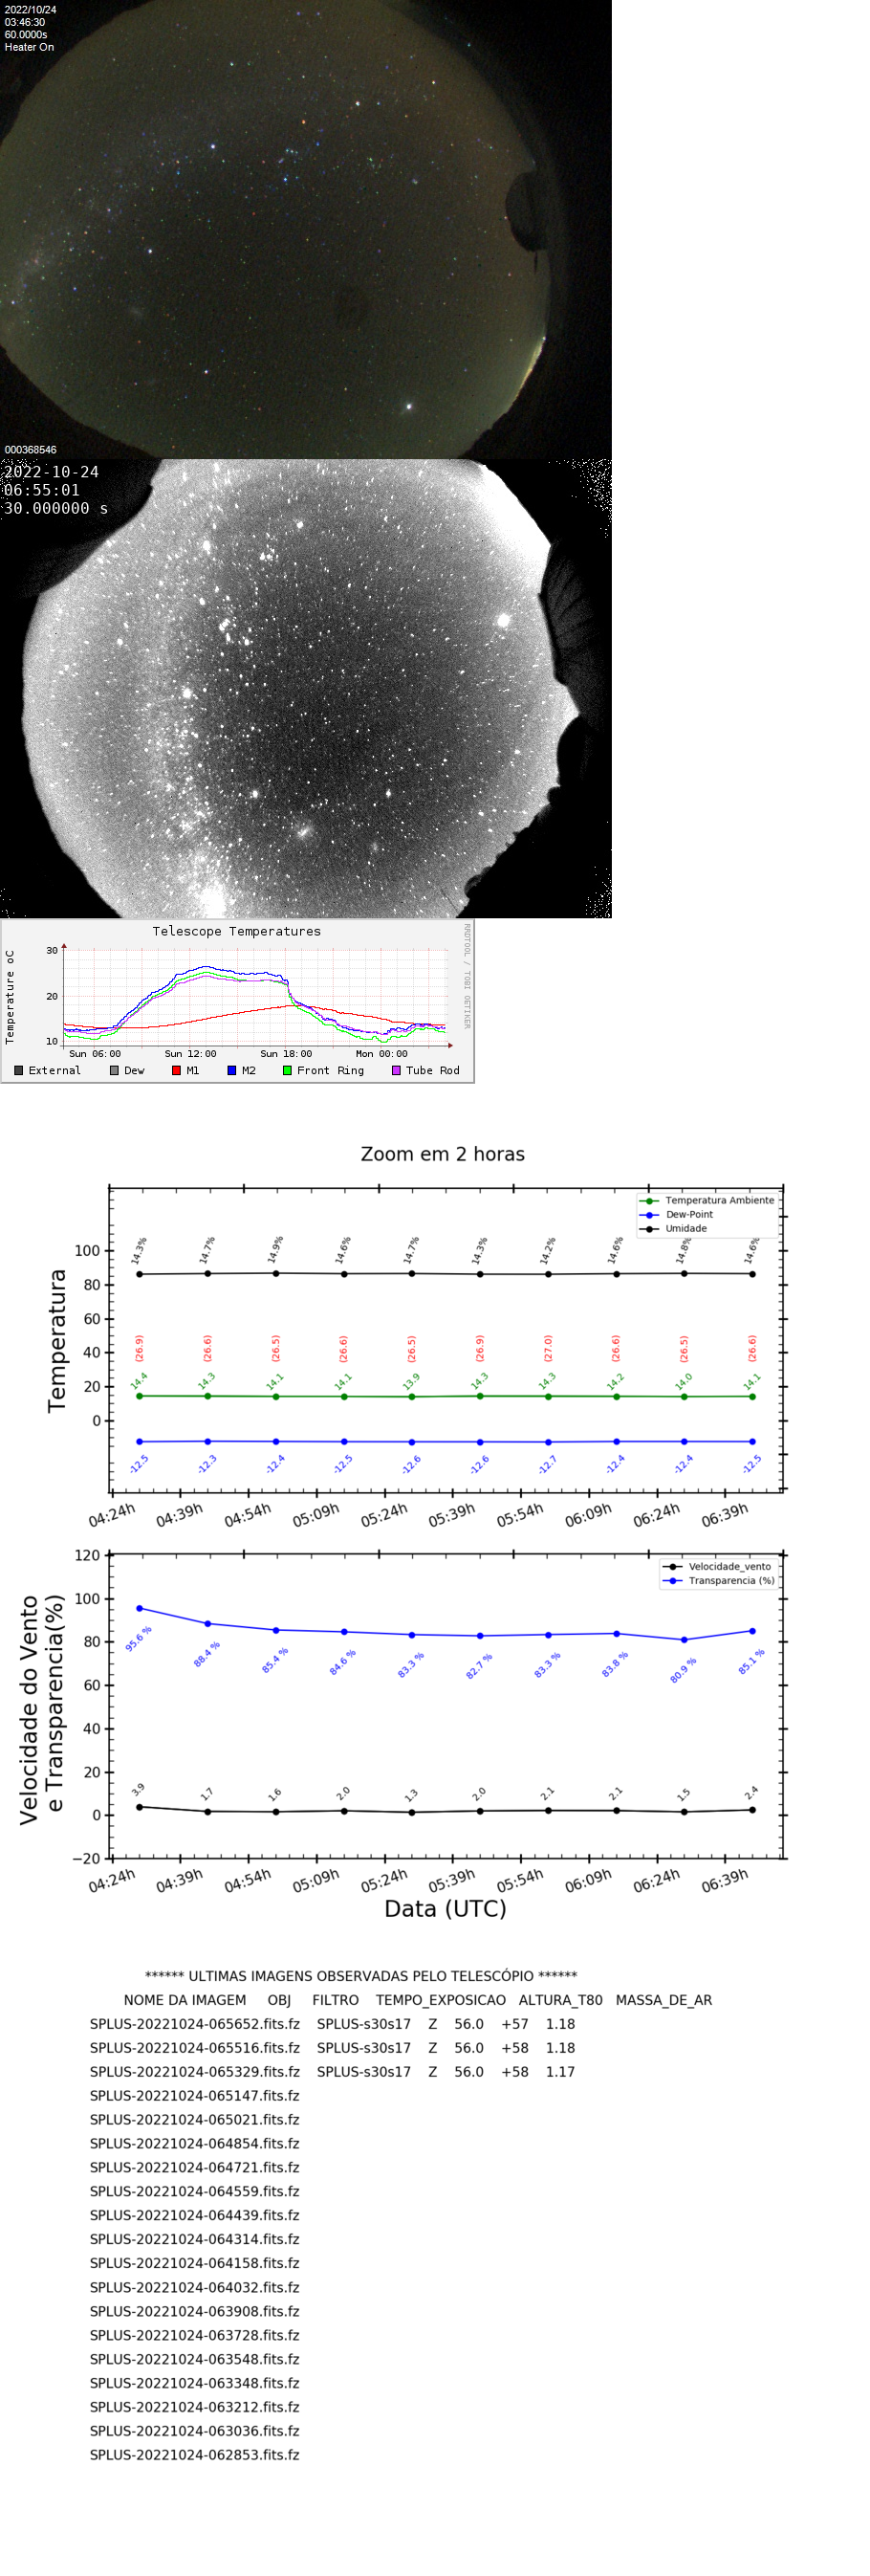 2022/10/24
03:46:30
60.0000s
Heater On
000368546
2022-10-24
06:55:01
30.000000 s
Telescope Temperatures
Temperature oC
RRDTOOL / TOBI OETIKER
30
20
10
Sun 06:00 Sun 12:00 Sun 18:00 Mon 00:00
External Dew M1 M2 Front Ring Tube Rod
Zoom em 2 horas
Temperatura
Temperatura Ambiente
Dew-Point
Umidade
14.3% 14.7% 14.9% 14.6% 14.7% 14.3% 14.2% 14.6% 14.8% 14.6%
100
80
60
40
20
0
(26.9) (26.6) (26.5) (26.6) (26.5) (26.9) (27.0) (26.6) (26.5) (26.6)
14.4 14.3 14.1 14.1 13.9 14.3 14.3 14.2 14.0 14.1
-12.5 -12.3 -12.4 -12.5 -12.6 -12.6 -12.7 -12.4 -12.4 -12.5
04:24h 04:39h 04:54h 05:09h 05:24h 05:39h 05:54h 06:09h 06:24h 06:39h
Velocidade do Vento
e Transparencia(%)
120
100
80
60
40
20
0
−20
Velocidade_vento
Transparencia (%)
95.6 % 88.4 % 85.4 % 84.6 % 83.3 % 82.7 % 83.3 % 83.8 % 80.9 % 85.1 %
3.9 1.7 1.6 2.0 1.3 2.0 2.1 2.1 1.5 2.4
04:24h 04:39h 04:54h 05:09h 05:24h 05:39h 05:54h 06:09h 06:24h 06:39h
Data (UTC)
****** ULTIMAS IMAGENS OBSERVADAS PELO TELESCÓPIO ******
NOME DA IMAGEM OBJ FILTRO TEMPO_EXPOSICAO ALTURA_T80 MASSA_DE_AR
SPLUS-20221024-065652.fits.fz SPLUS-s30s17 Z 56.0 +57 1.18
SPLUS-20221024-065516.fits.fz SPLUS-s30s17 Z 56.0 +58 1.18
SPLUS-20221024-065329.fits.fz SPLUS-s30s17 Z 56.0 +58 1.17
SPLUS-20221024-065147.fits.fz
SPLUS-20221024-065021.fits.fz
SPLUS-20221024-064854.fits.fz
SPLUS-20221024-064721.fits.fz
SPLUS-20221024-064559.fits.fz
SPLUS-20221024-064439.fits.fz
SPLUS-20221024-064314.fits.fz
SPLUS-20221024-064158.fits.fz
SPLUS-20221024-064032.fits.fz
SPLUS-20221024-063908.fits.fz
SPLUS-20221024-063728.fits.fz
SPLUS-20221024-063548.fits.fz
SPLUS-20221024-063348.fits.fz
SPLUS-20221024-063212.fits.fz
SPLUS-20221024-063036.fits.fz
SPLUS-20221024-062853.fits.fz